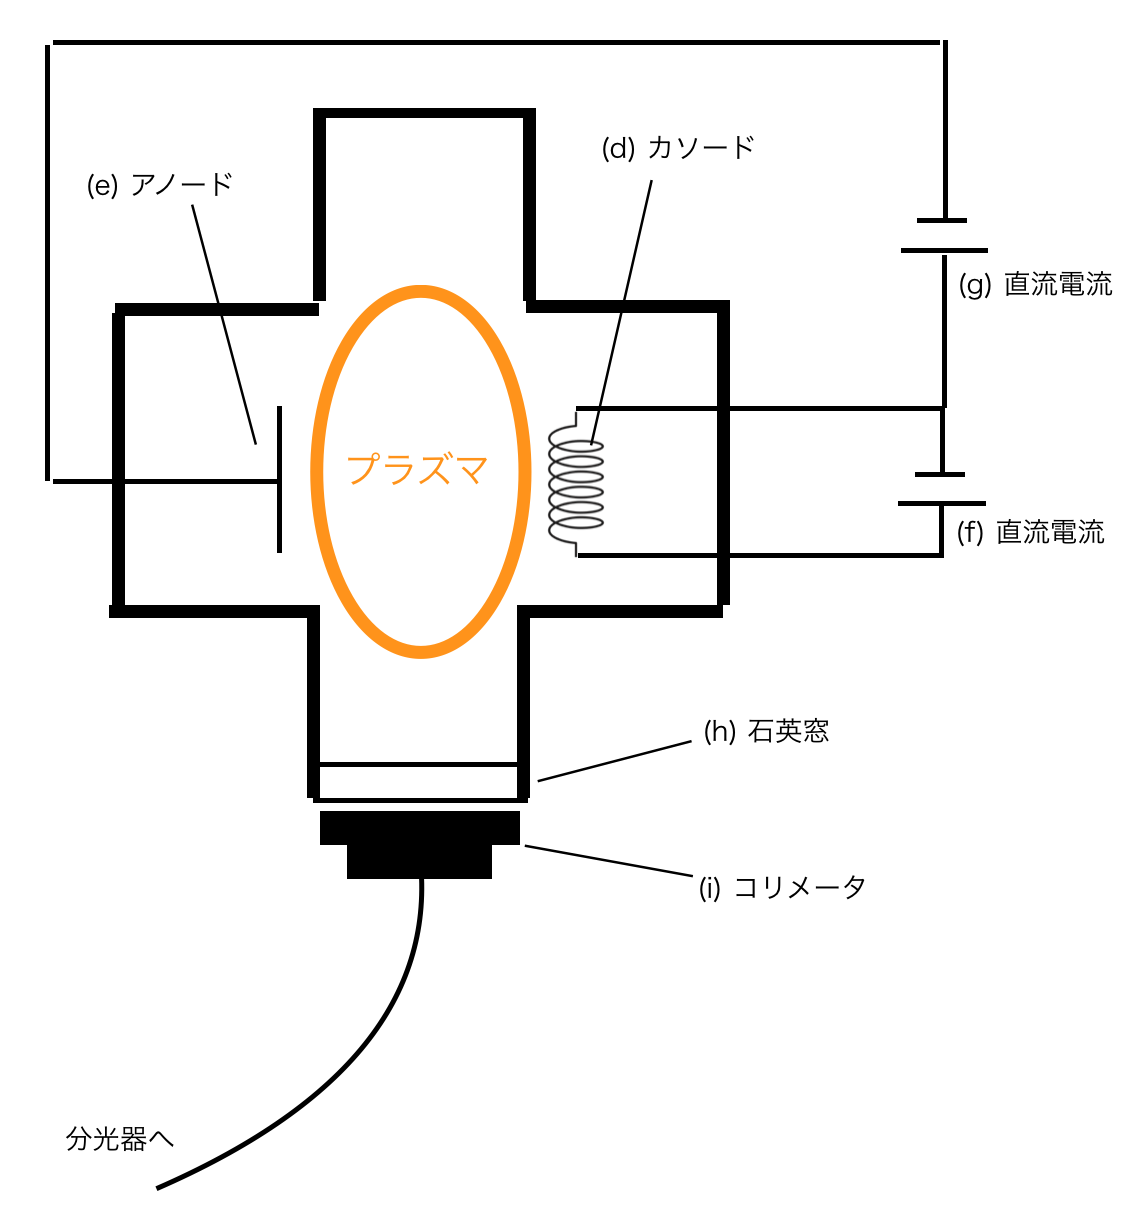 (d) カソード
(e) アノード
(g) 直流電流
プラズマ
(f) 直流電流
(h) 石英窓
(i) コリメータ
分光器へ